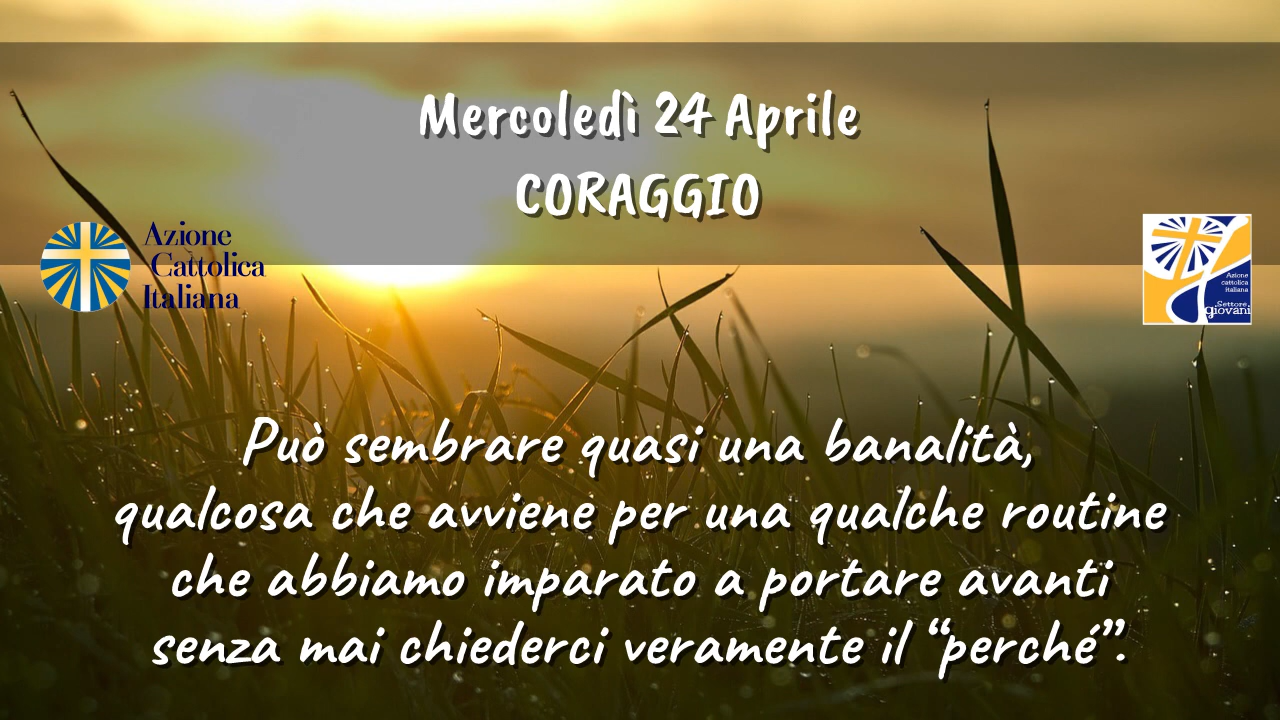 Mercoledì 24 Aprile
CORAGGIO
Azione
Cattolica
Italiana
Azione
cattolica
italiana
Settore
giovani
Può sembrare quasi una banalità,
qualcosa che avviene per una qualche routine
che abbiamo imparato a portare avanti
senza mai chiederci veramente il “perché”.